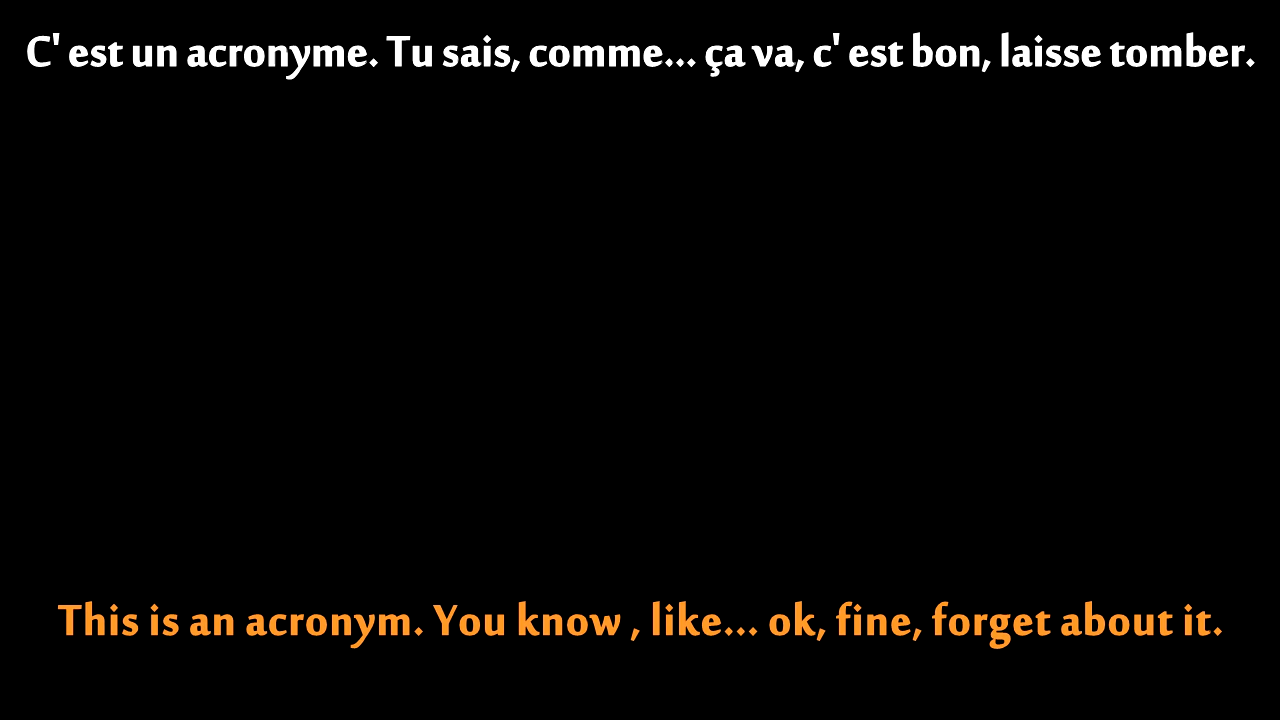 C' est un acronyme. Tu sais, comme... ça va, c' est bon, laisse tomber.
This is an acronym. You know , like... ok, fine, forget about it.